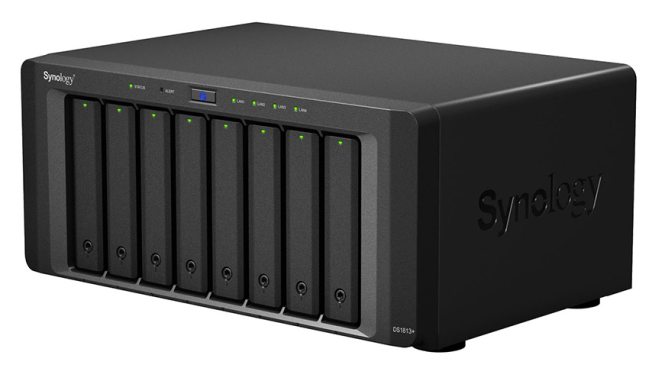 Synology
STATUS
ALERT
LAN1
LAN2
LAN3
LAN4
Synology
DS1813+